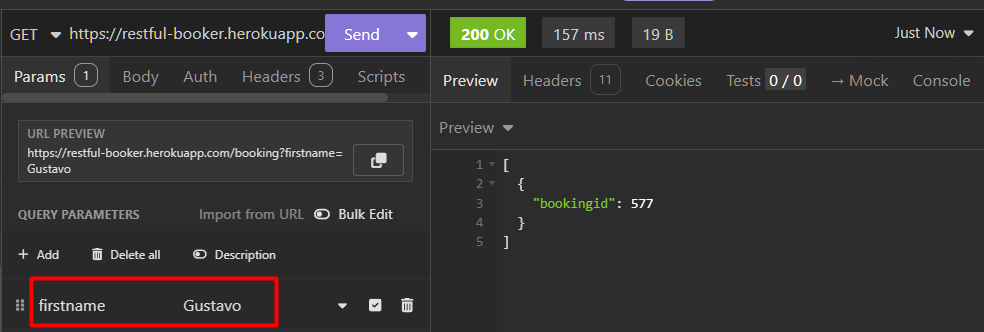 GET https://restful-booker.herokuapp.co Send 200 OK 157 ms 19 B Just Now
Params 1 Body Auth Headers 3 Scripts
Preview Headers 11 Cookies Tests 0 / 0 → Mock Console
URL PREVIEW
https://restful-booker.herokuapp.com/booking?firstname=
Gustavo
QUERY PARAMETERS Import from URL Bulk Edit
+ Add Delete all Description
firstname Gustavo
Preview
1 [
2 {
3 "bookingid": 577
4 }
5 ]